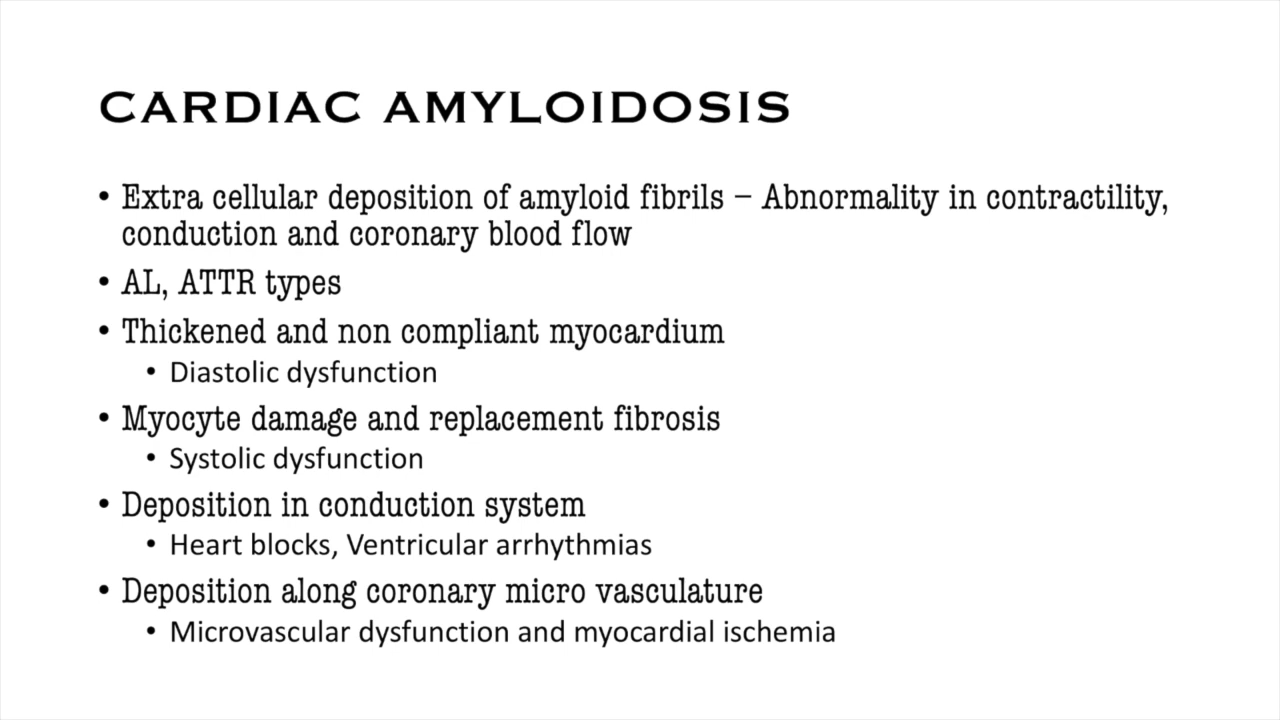 CARDIAC AMYLOIDOSIS
• Extra cellular deposition of amyloid fibrils – Abnormality in contractility,
conduction and coronary blood flow
• AL, ATTR types
• Thickened and non compliant myocardium
• Diastolic dysfunction
• Myocyte damage and replacement fibrosis
• Systolic dysfunction
• Deposition in conduction system
• Heart blocks, Ventricular arrhythmias
• Deposition along coronary micro vasculature
• Microvascular dysfunction and myocardial ischemia